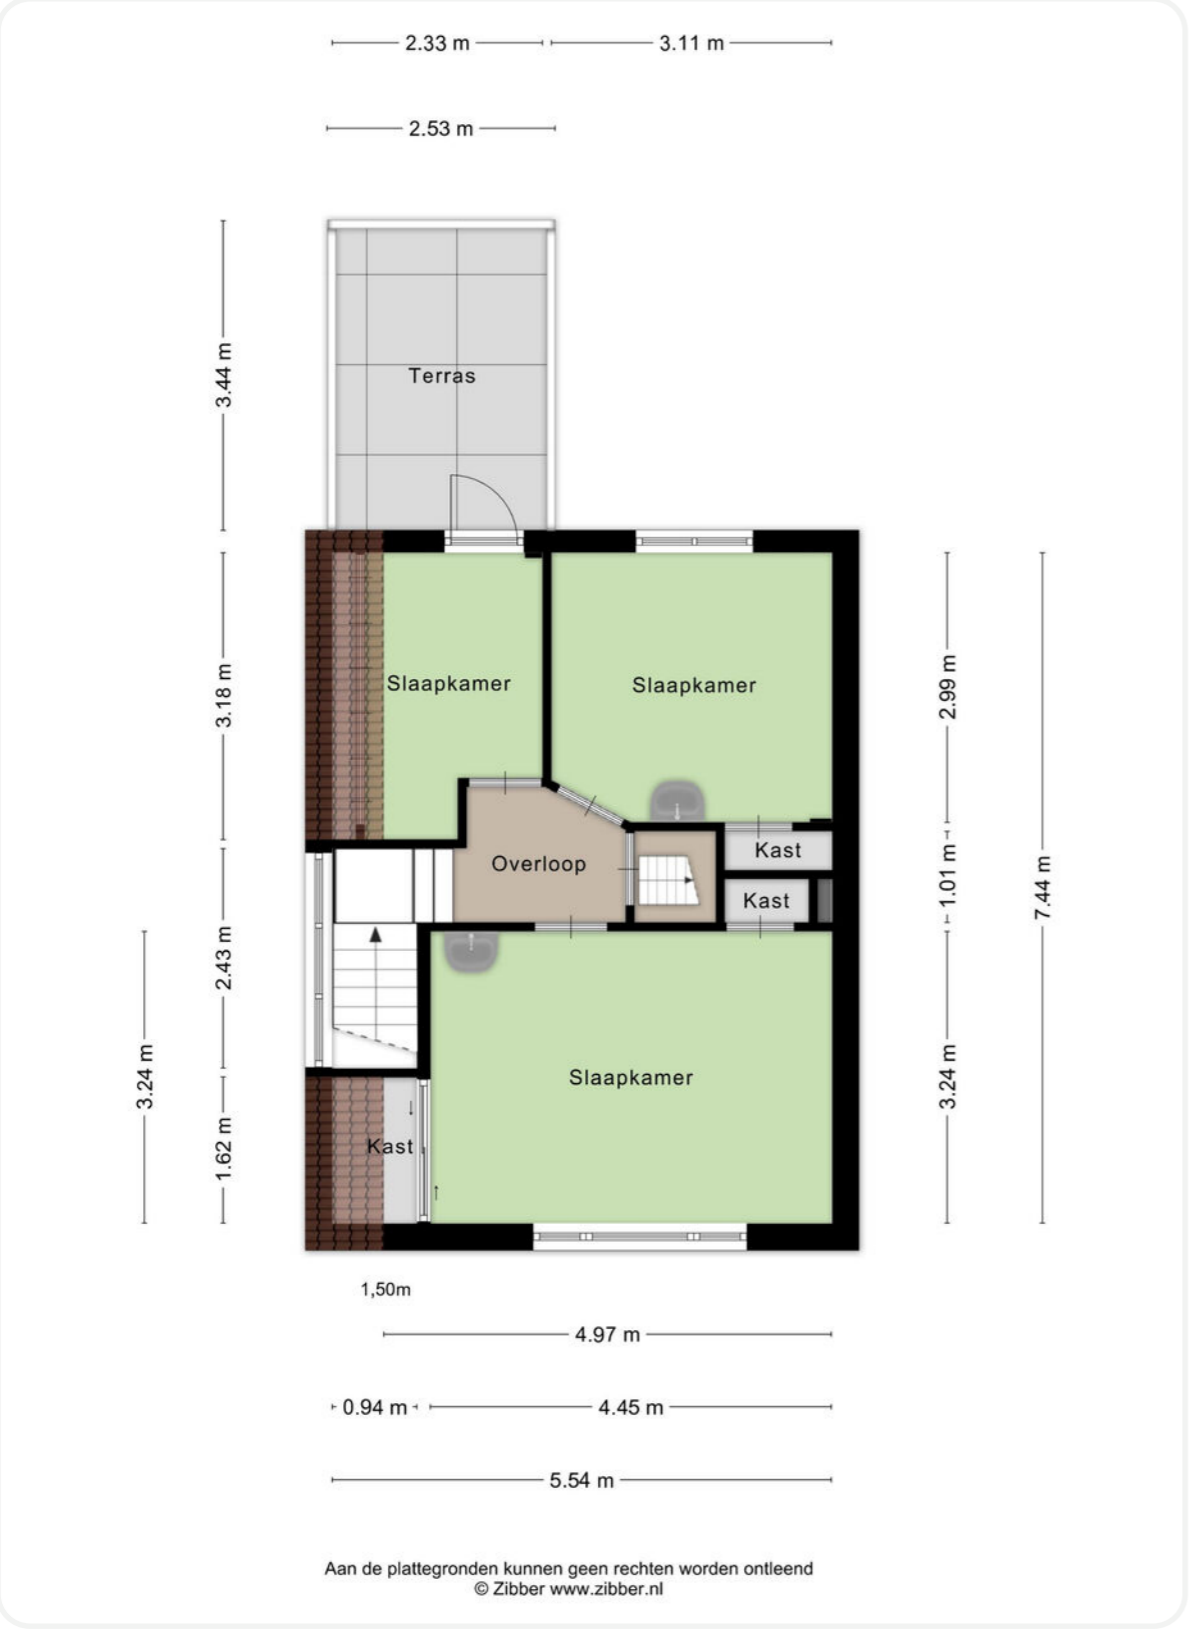 2.33 m
3.11 m
2.53 m
3.44 m
Terras
3.18 m
Slaapkamer
Slaapkamer
2.99 m
Kast
Overloop
1.01 m
Kast
7.44 m
2.43 m
3.24 m
Slaapkamer
3.24 m
1.62 m
Kast
1,50m
4.97 m
0.94 m
4.45 m
5.54 m
Aan de plattegronden kunnen geen rechten worden ontleend
© Zibber www.zibber.nl